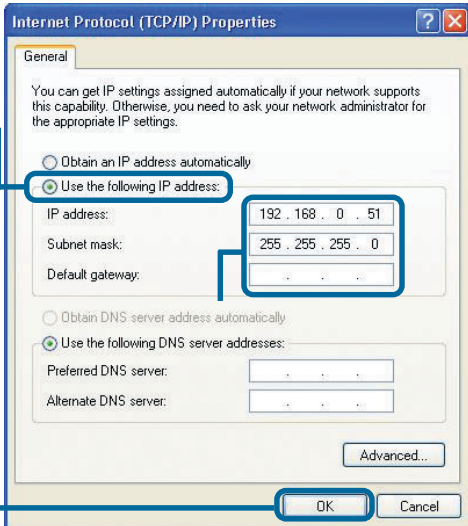 Internet Protocol (TCP/IP) Properties
General
You can get IP settings assigned automatically if your network supports
this capability. Otherwise, you need to ask your network administrator for
the appropriate IP settings.
Obtain an IP address automatically
Use the following IP address:
IP address: 192 . 168 . 0 . 51
Subnet mask: 255 . 255 . 255 . 0
Default gateway: . . .
Obtain DNS server address automatically
Use the following DNS server addresses:
Preferred DNS server: . . .
Alternate DNS server: . . .
Advanced...
OK Cancel